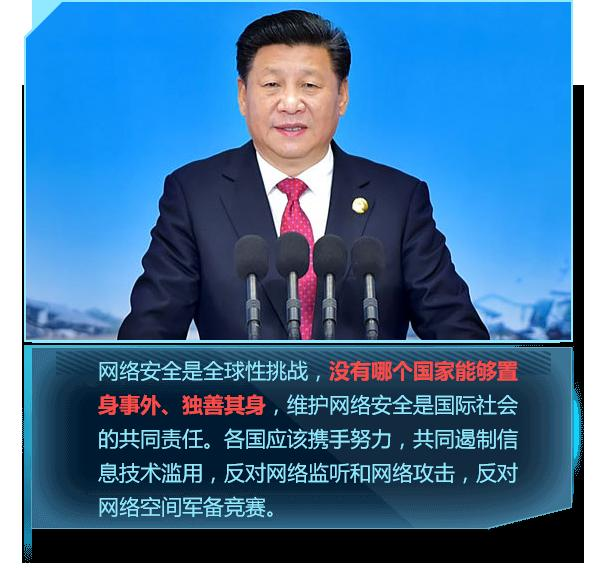 网络安全是全球性挑战，没有哪个国家能够置
身事外、独善其身，维护网络安全是国际社会
的共同责任。各国应该携手努力，共同遏制信
息技术滥用，反对网络监听和网络攻击，反对
网络空间军备竞赛。